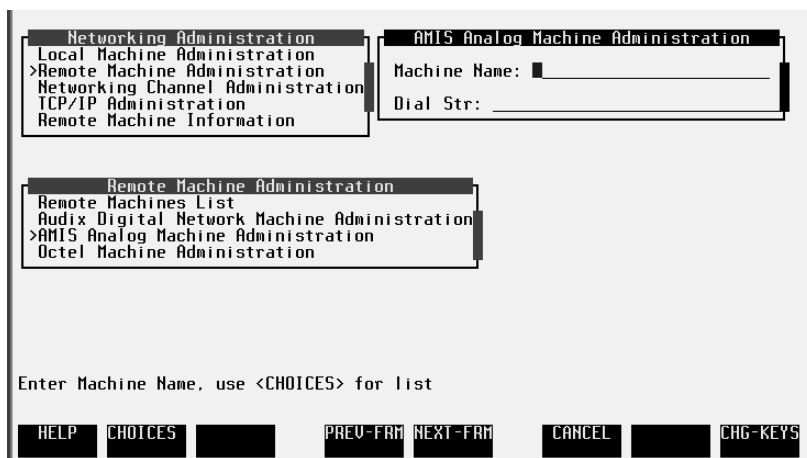 Networking Administration
Local Machine Administration
>Remote Machine Administration
Networking Channel Administration
TCP/IP Administration
Remote Machine Information
AMIS Analog Machine Administration
Machine Name:
Dial Str:
Remote Machine Administration
Remote Machines List
Audix Digital Network Machine Administration
>AMIS Analog Machine Administration
Octel Machine Administration
Enter Machine Name, use <CHOICES> for list
HELP CHOICES PREV-FRM NEXT-FRM CANCEL CHG-KEYS